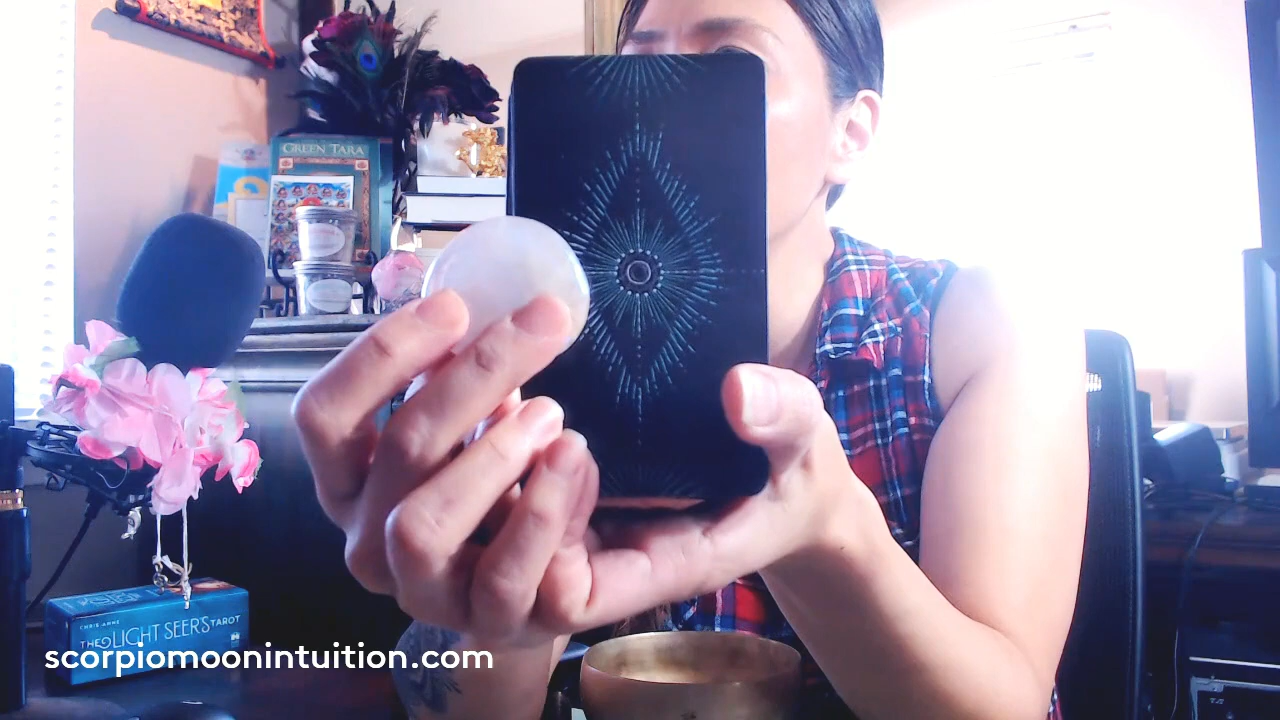 GREEN TARA
CHRIS-ANNE
THE LIGHT SEER'S TAROT
scorpiomoonintuition.com